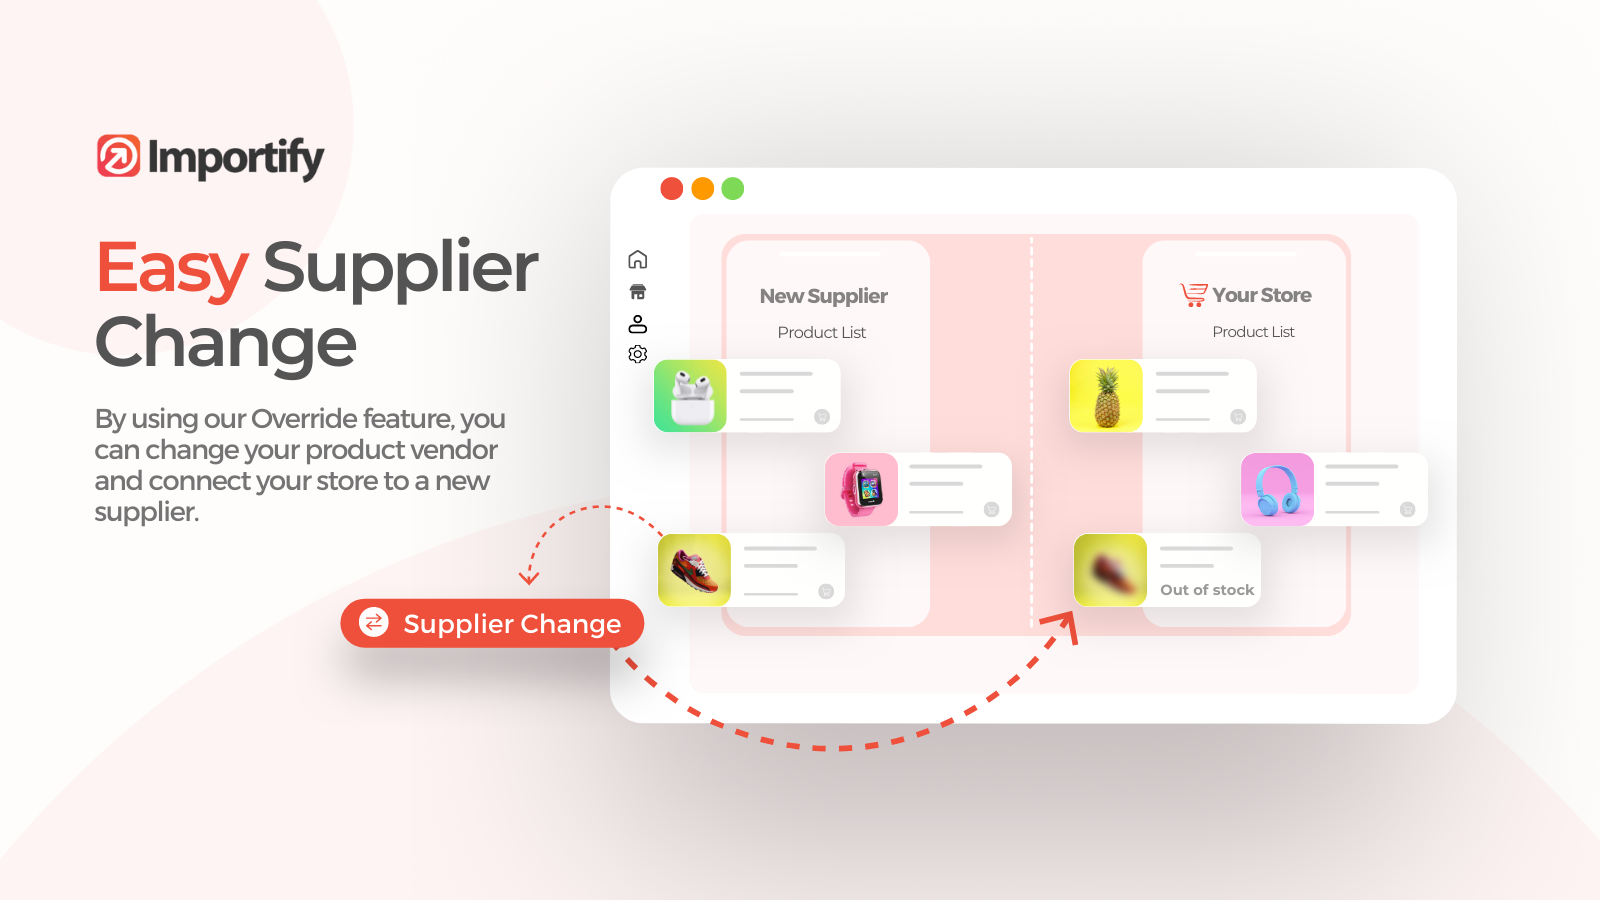 Importify
Easy Supplier
Change
By using our Override feature, you
can change your product vendor
and connect your store to a new
supplier.
Supplier Change
New Supplier
Product List
Your Store
Product List
Out of stock